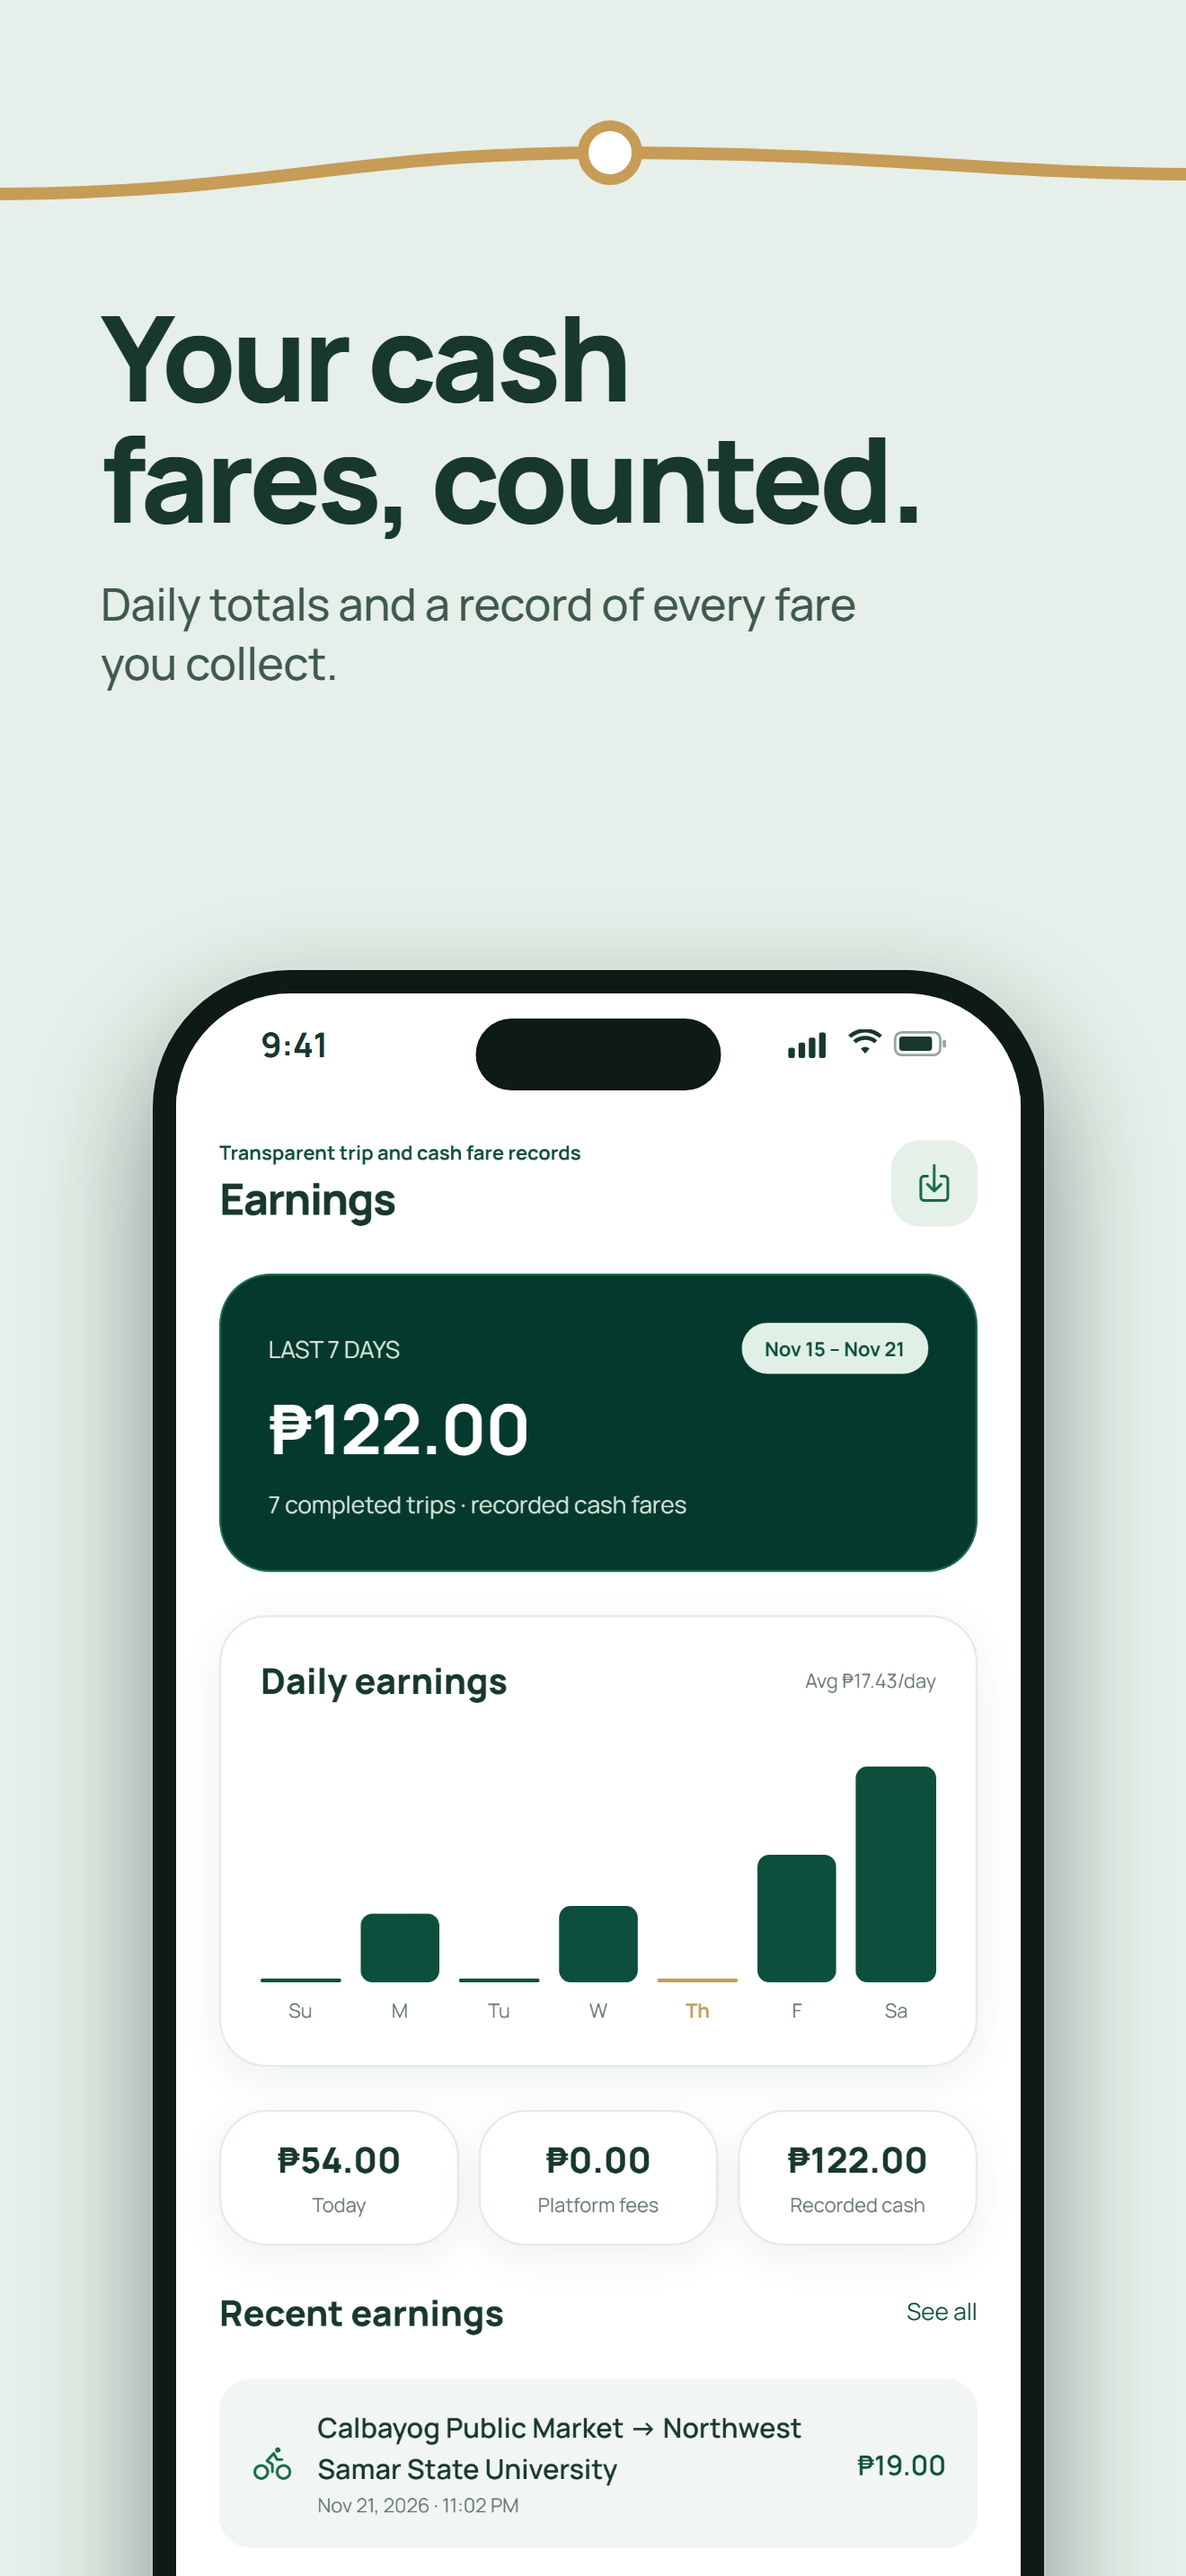 Your cash
fares, counted.
Daily totals and a record of every fare
you collect.
9:41
Transparent trip and cash fare records
Earnings
LAST 7 DAYS
Nov 15 – Nov 21
₱122.00
7 completed trips · recorded cash fares
Daily earnings
Avg ₱17.43/day
Su M Tu W Th F Sa
₱54.00 ₱0.00 ₱122.00
Today Platform fees Recorded cash
Recent earnings
See all
Calbayog Public Market → Northwest
Samar State University
₱19.00
Nov 21, 2026 · 11:02 PM